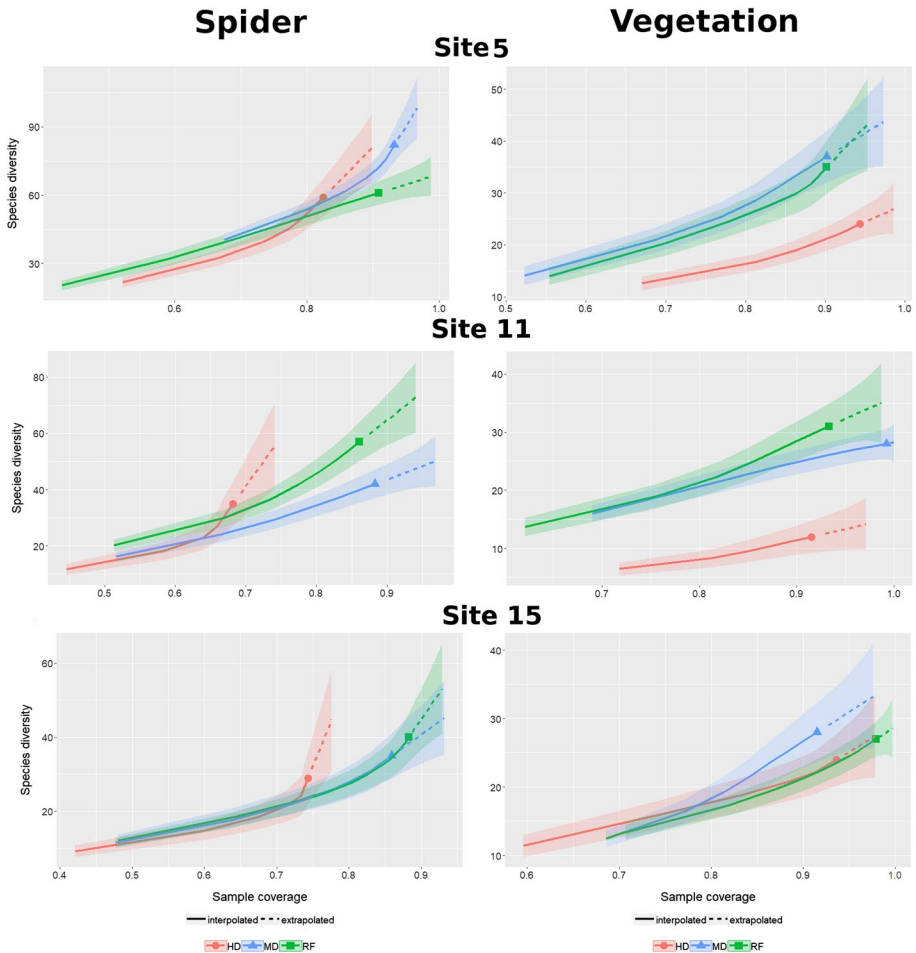 Spider Vegetation
Site 5
Species diversity
90
60
30
0.6 0.8 1.0
50
40
30
20
10
0.5 0.6 0.7 0.8 0.9 1.0
Site 11
Species diversity
80
60
40
20
0.5 0.6 0.7 0.8 0.9
40
30
20
10
0.7 0.8 0.9 1.0
Site 15
Species diversity
60
40
20
0.4 0.5 0.6 0.7 0.8 0.9
Sample coverage
interpolated extrapolated
HD MD RF
40
30
20
10
0.6 0.7 0.8 0.9 1.0
Sample coverage
interpolated extrapolated
HD MD RF